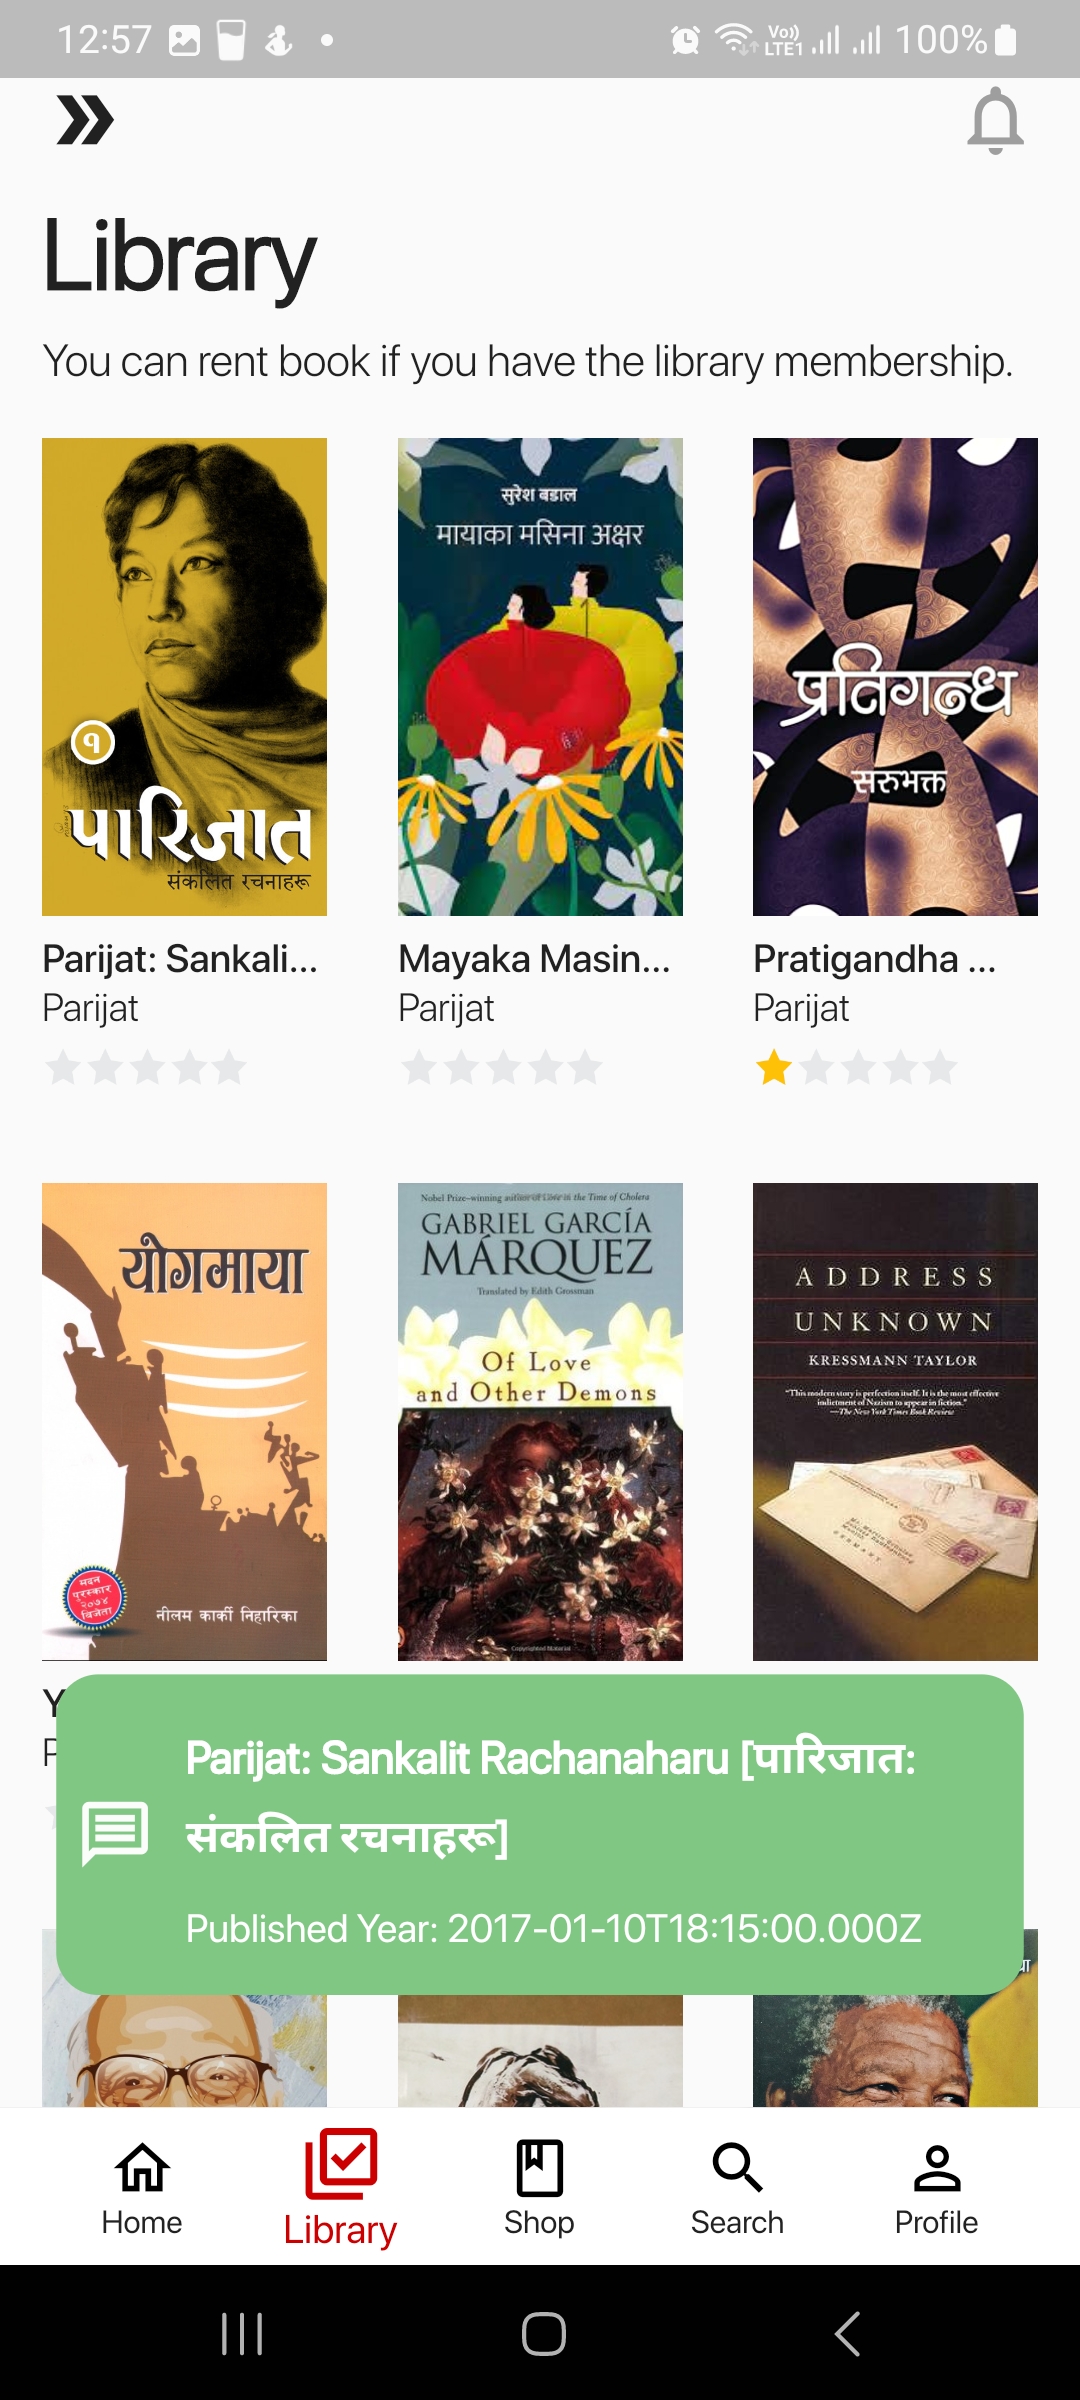 12:57 Vo)) LTE1 100%
Library
You can rent book if you have the library membership.
१
पारिजात
संकलित रचनाहरू
सुरेश बडाल
मायाका मसिना अक्षर
प्रतिगन्ध
सरुभक्त
Parijat: Sankali...
Parijat
Mayaka Masin...
Parijat
Pratigandha ...
Parijat
योगमाया
मदन
पुरस्कार
२०७४
विजेता
नीलम कार्की निहारिका
Nobel Prize-winning author of Love in the Time of Cholera
GABRIEL GARCÍA
MÁRQUEZ
Translated by Edith Grossman
Of Love
and Other Demons
Copyrighted Material
ADDRESS
UNKNOWN
KRESSMANN TAYLOR
"This modern story is perfection itself. It is the most effective
indictment of Nazism to appear in fiction."
—The New York Times Book Review
GERMANY
Y
P
Parijat: Sankalit Rachanaharu [पारिजात:
संकलित रचनाहरू]
Published Year: 2017-01-10T18:15:00.000Z
Home
Library
Shop
Search
Profile